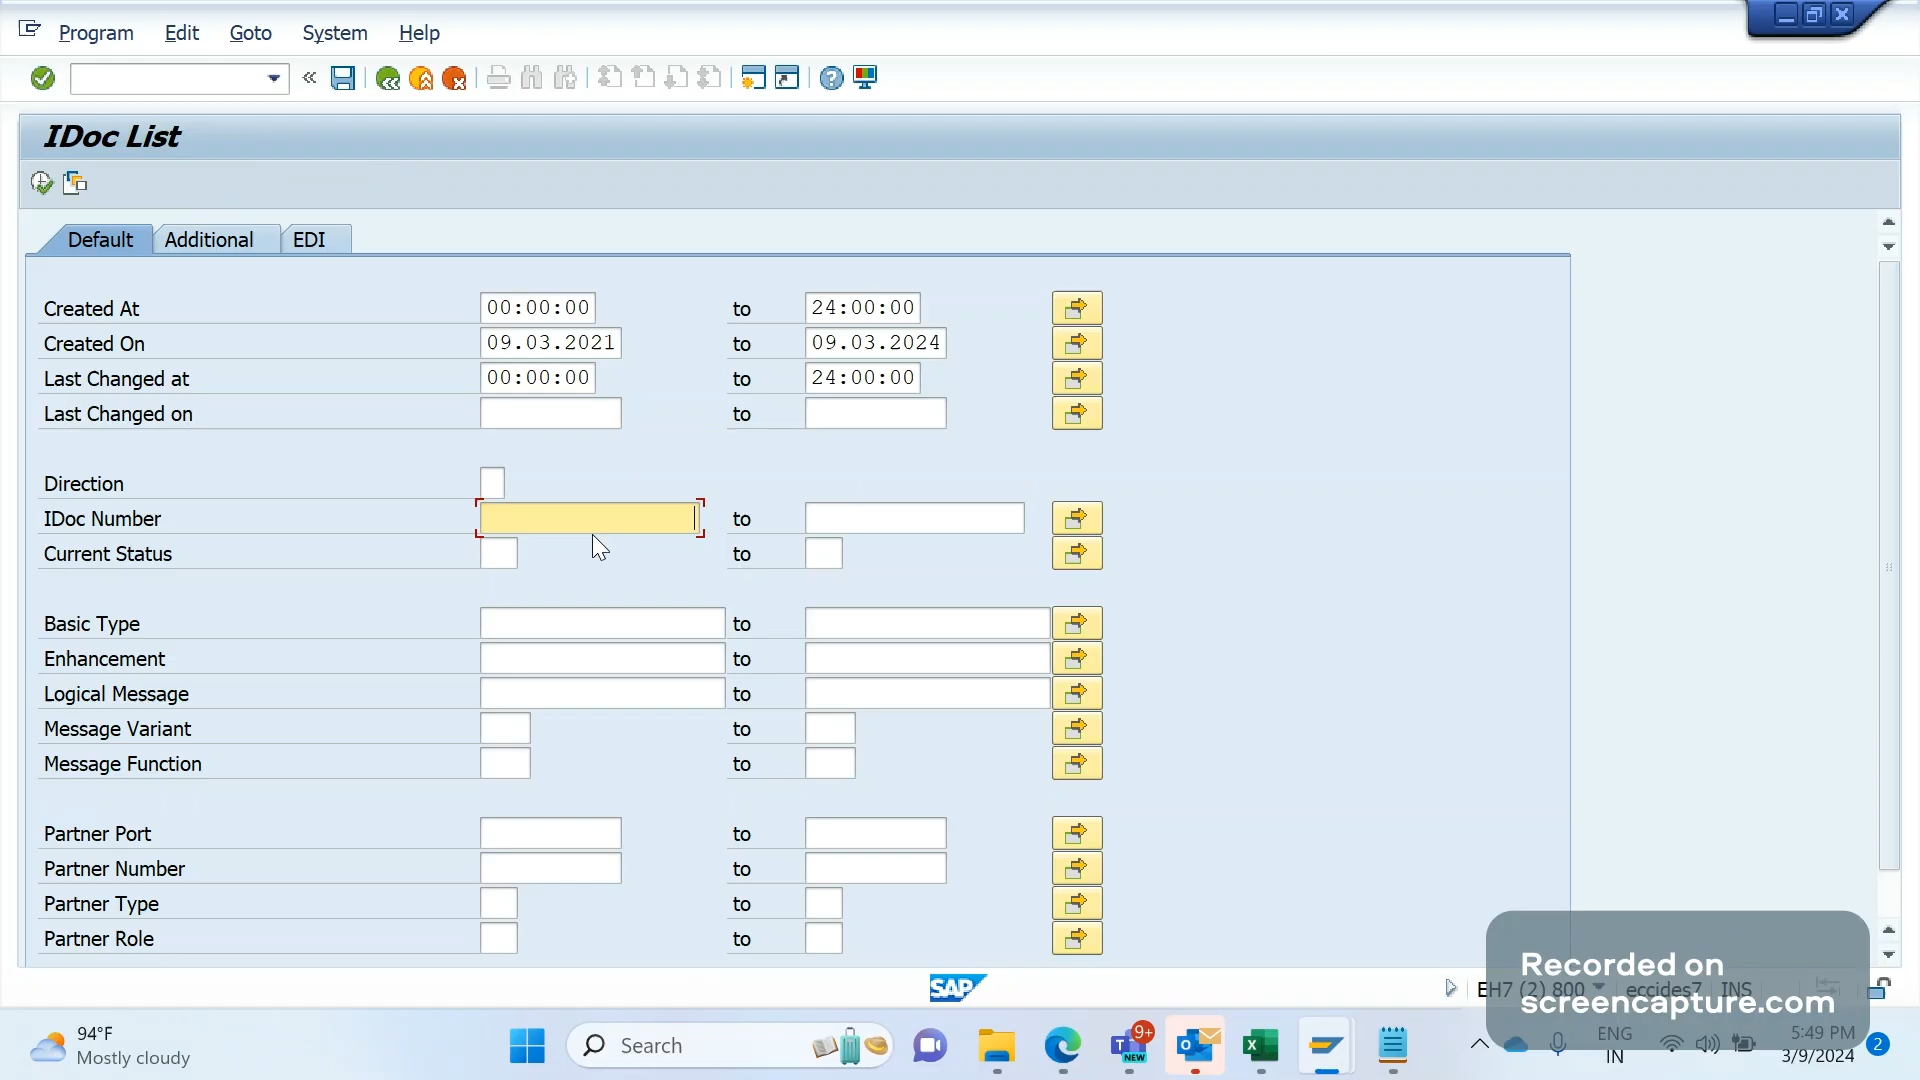 Program Edit Goto System Help
IDoc List
Default Additional EDI
Created At 00:00:00 to 24:00:00
Created On 09.03.2021 to 09.03.2024
Last Changed at 00:00:00 to 24:00:00
Last Changed on to
Direction
IDoc Number to
Current Status to
Basic Type to
Enhancement to
Logical Message to
Message Variant to
Message Function to
Partner Port to
Partner Number to
Partner Type to
Partner Role to
SAP EH7 (2) 800 eccides7 INS
Recorded on
screencapture.com
94°F
Mostly cloudy
Search
9+
NEW
ENG
IN
5:49 PM
3/9/2024
2